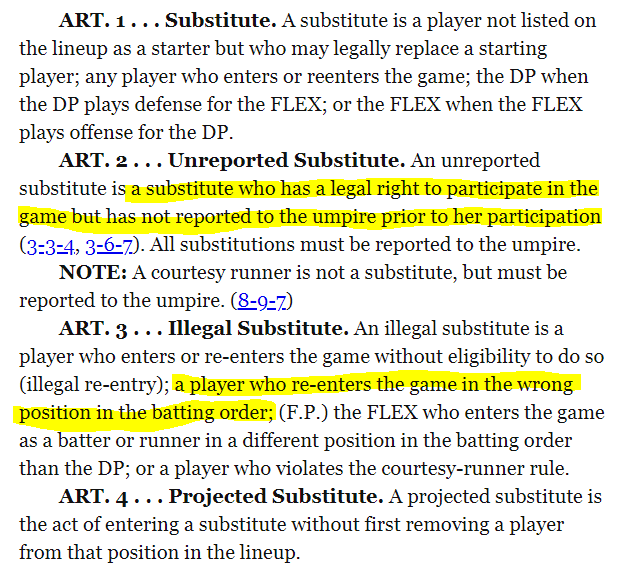 ART. 1 . . . Substitute. A substitute is a player not listed on
the lineup as a starter but who may legally replace a starting
player; any player who enters or reenters the game; the DP when
the DP plays defense for the FLEX; or the FLEX when the FLEX
plays offense for the DP.
ART. 2 . . . Unreported Substitute. An unreported
substitute is a substitute who has a legal right to participate in the
game but has not reported to the umpire prior to her participation
(3-3-4, 3-6-7). All substitutions must be reported to the umpire.
NOTE: A courtesy runner is not a substitute, but must be
reported to the umpire. (8-9-7)
ART. 3 . . . Illegal Substitute. An illegal substitute is a
player who enters or re-enters the game without eligibility to do so
(illegal re-entry); a player who re-enters the game in the wrong
position in the batting order; (F.P.) the FLEX who enters the game
as a batter or runner in a different position in the batting order
than the DP; or a player who violates the courtesy-runner rule.
ART. 4 . . . Projected Substitute. A projected substitute is
the act of entering a substitute without first removing a player
from that position in the lineup.